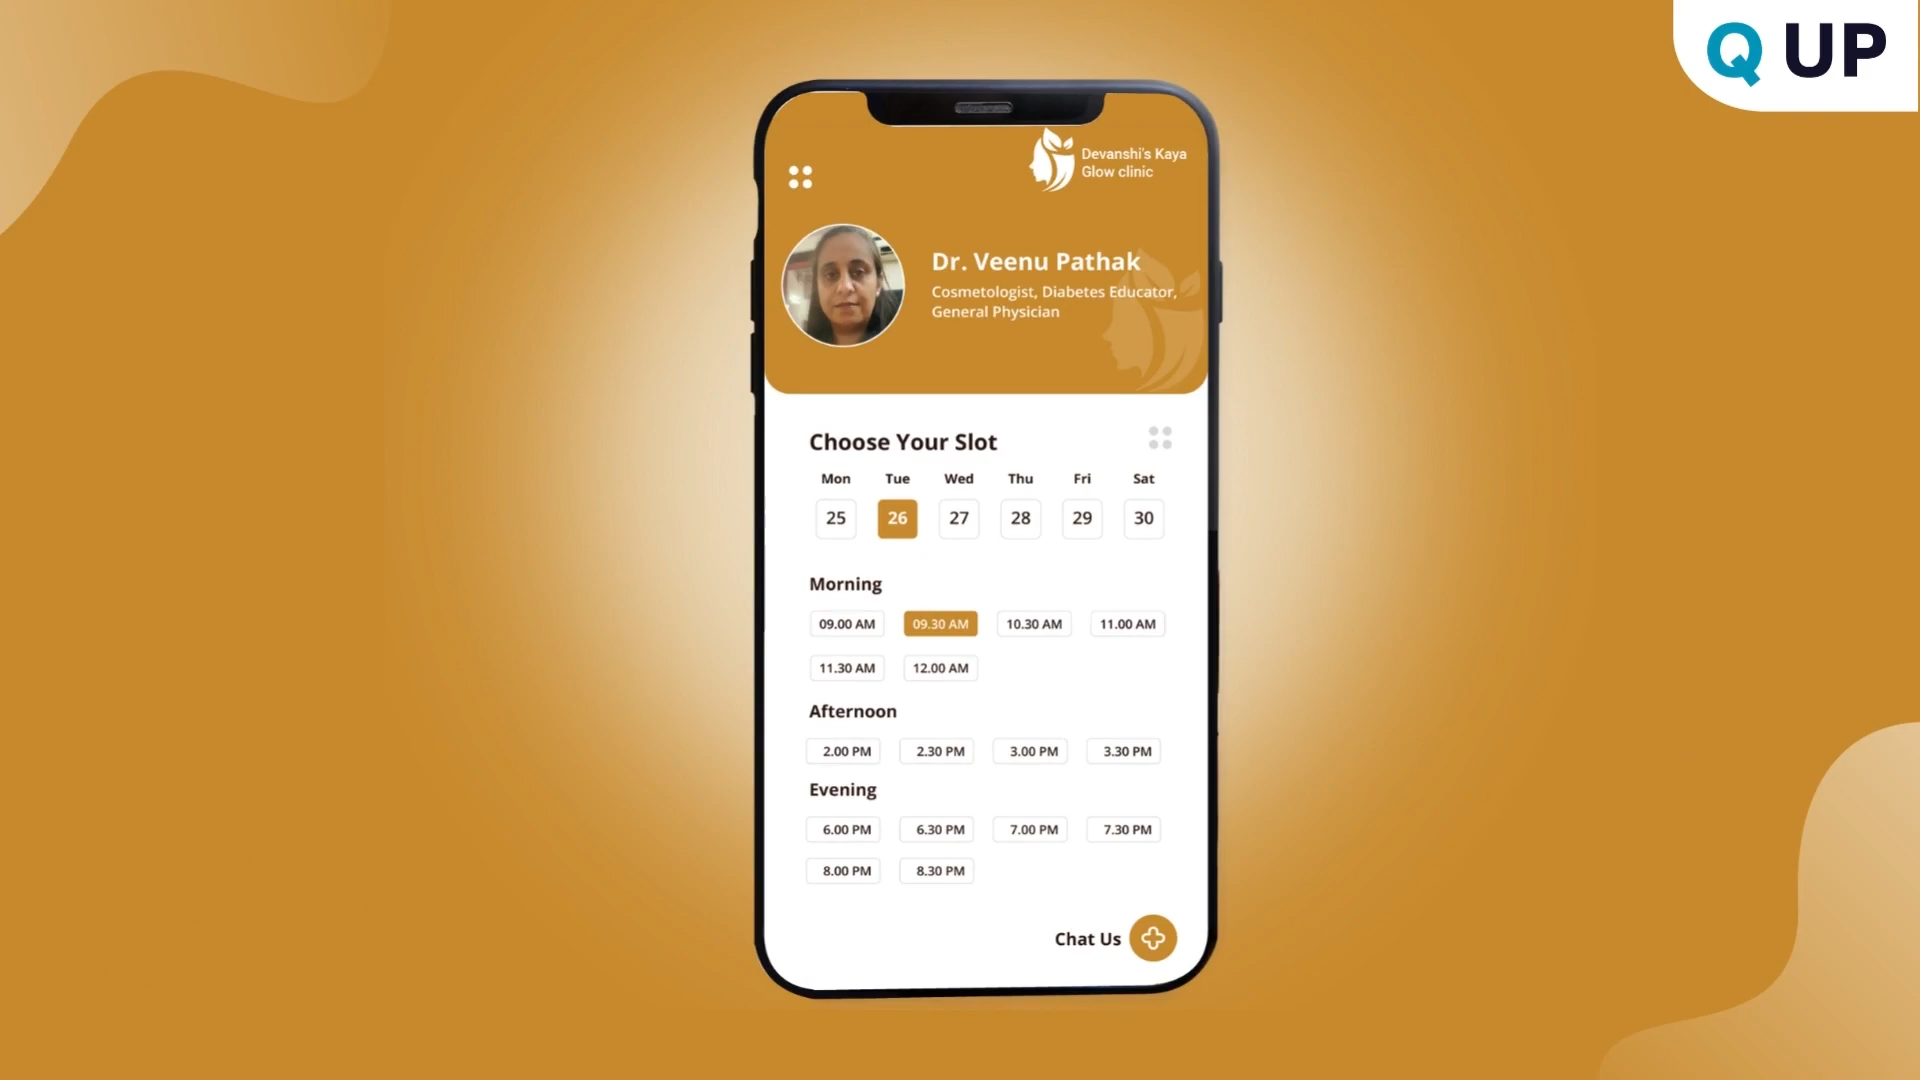 Q UP
Devanshi's Kaya
Glow clinic
Dr. Veenu Pathak
Cosmetologist, Diabetes Educator,
General Physician
Choose Your Slot
Mon Tue Wed Thu Fri Sat
25 26 27 28 29 30
Morning
09.00 AM 09.30 AM 10.30 AM 11.00 AM
11.30 AM 12.00 AM
Afternoon
2.00 PM 2.30 PM 3.00 PM 3.30 PM
Evening
6.00 PM 6.30 PM 7.00 PM 7.30 PM
8.00 PM 8.30 PM
Chat Us